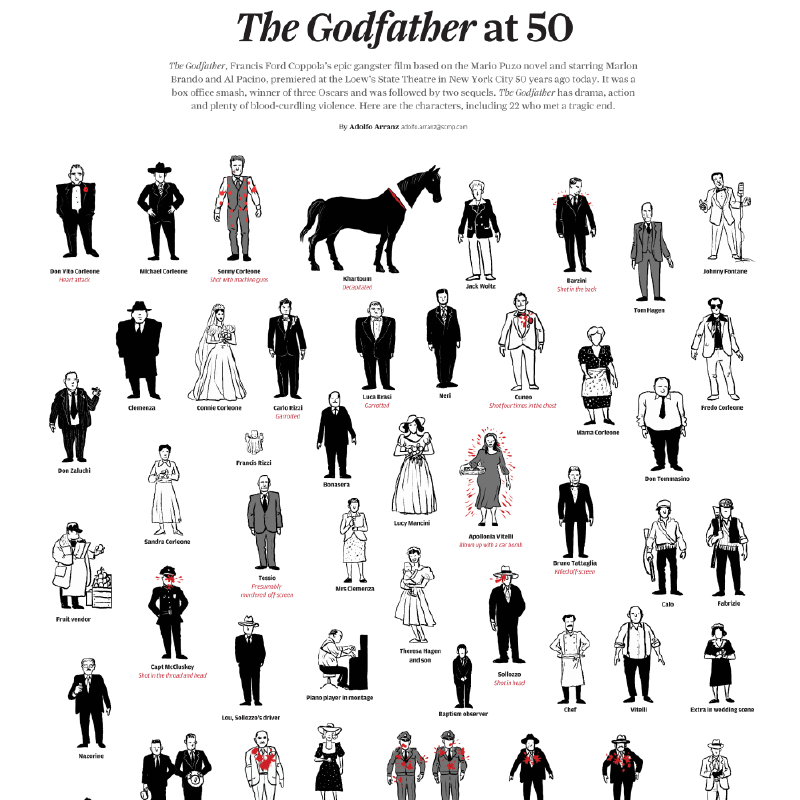 The Godfather at 50
The Godfather, Francis Ford Coppola's epic gangster film based on the Mario Puzo novel and starring Marlon
Brando and Al Pacino, premiered at the Loew's State Theatre in New York City 50 years ago today. It was a
box office smash, winner of three Oscars and was followed by two sequels. The Godfather has drama, action
and plenty of blood-curdling violence. Here are the characters, including 22 who met a tragic end.
By Adolfo Arranz adolfo.arranz@scmp.com
Don Vito Corleone
Heart attack
Michael Corleone
Sonny Corleone
Shot with machine guns
Khartoum
Decapitated
Jack Woltz
Barzini
Shot in the back
Tom Hagen
Johnny Fontane
Clemenza
Connie Corleone
Carlo Rizzi
Garrotted
Luca Brasi
Garrotted
Neri
Cuneo
Shot four times in the chest
Mama Corleone
Fredo Corleone
Don Zaluchi
Sandra Corleone
Francis Rizzi
Bonasera
Lucy Mancini
Apollonia Vitelli
Blown up with a car bomb
Don Tommasino
Tessio
Presumably
murdered off-screen
Mrs Clemenza
Bruno Tattaglia
Killed off-screen
Calo
Fabrizio
Fruit vendor
Capt McCluskey
Shot in the throad and head
Theresa Hagen
and son
Sollozzo
Shot in head
Lou, Sollozzo's driver
Piano player in montage
Baptism observer
Chef
Vitelli
Extra in wedding scene
Nazorine